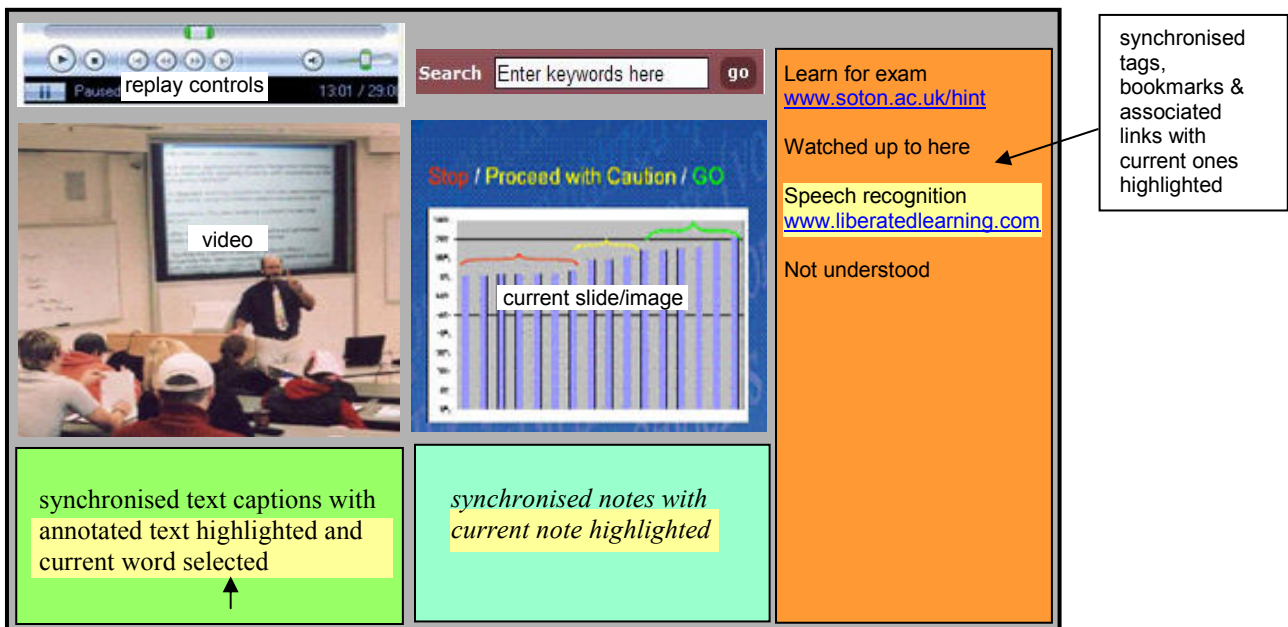 replay controls
Paused
13:01 / 29:00
Search
Enter keywords here
go
video
Stop / Proceed with Caution / GO
current slide/image
synchronised text captions with
annotated text highlighted and
current word selected
synchronised notes with
current note highlighted
Learn for exam
www.soton.ac.uk/hint
Watched up to here
Speech recognition
www.liberatedlearning.com
Not understood
synchronised
tags,
bookmarks &
associated
links with
current ones
highlighted